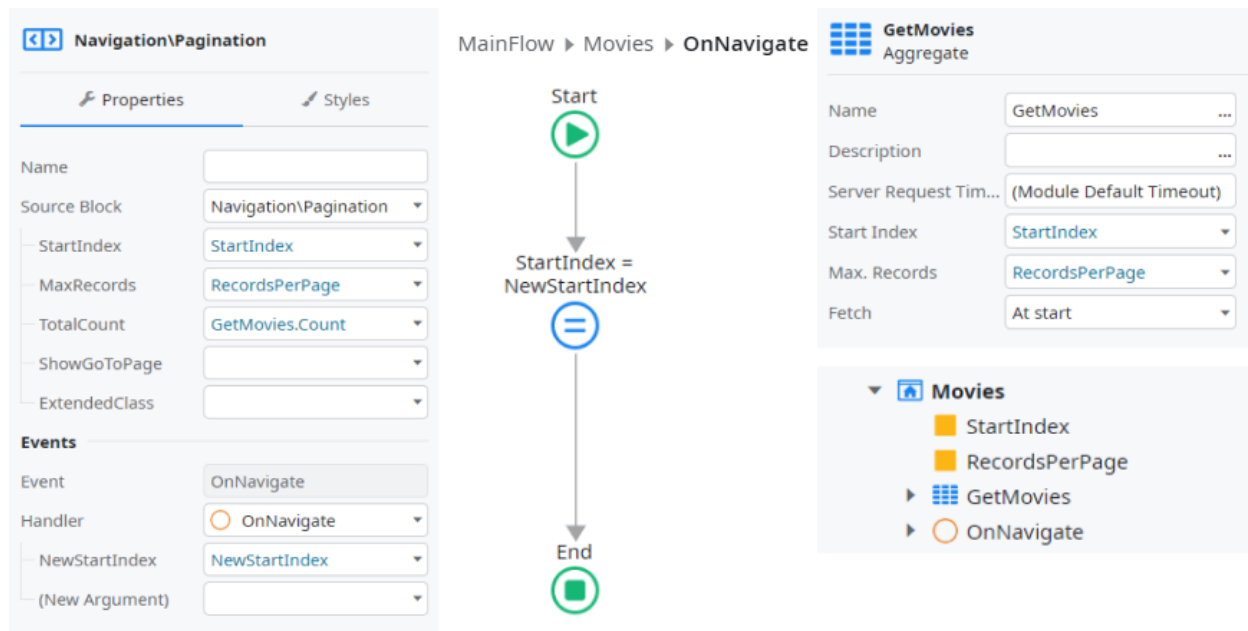 Navigation\Pagination
Properties
Styles
Name
Source Block Navigation\Pagination
StartIndex StartIndex
MaxRecords RecordsPerPage
TotalCount GetMovies.Count
ShowGoToPage
ExtendedClass
Events
Event OnNavigate
Handler OnNavigate
NewStartIndex NewStartIndex
(New Argument)
MainFlow Movies OnNavigate
Start
StartIndex =
NewStartIndex
End
GetMovies
Aggregate
Name GetMovies ...
Description ...
Server Request Tim... (Module Default Timeout)
Start Index StartIndex
Max. Records RecordsPerPage
Fetch At start
Movies
StartIndex
RecordsPerPage
GetMovies
OnNavigate